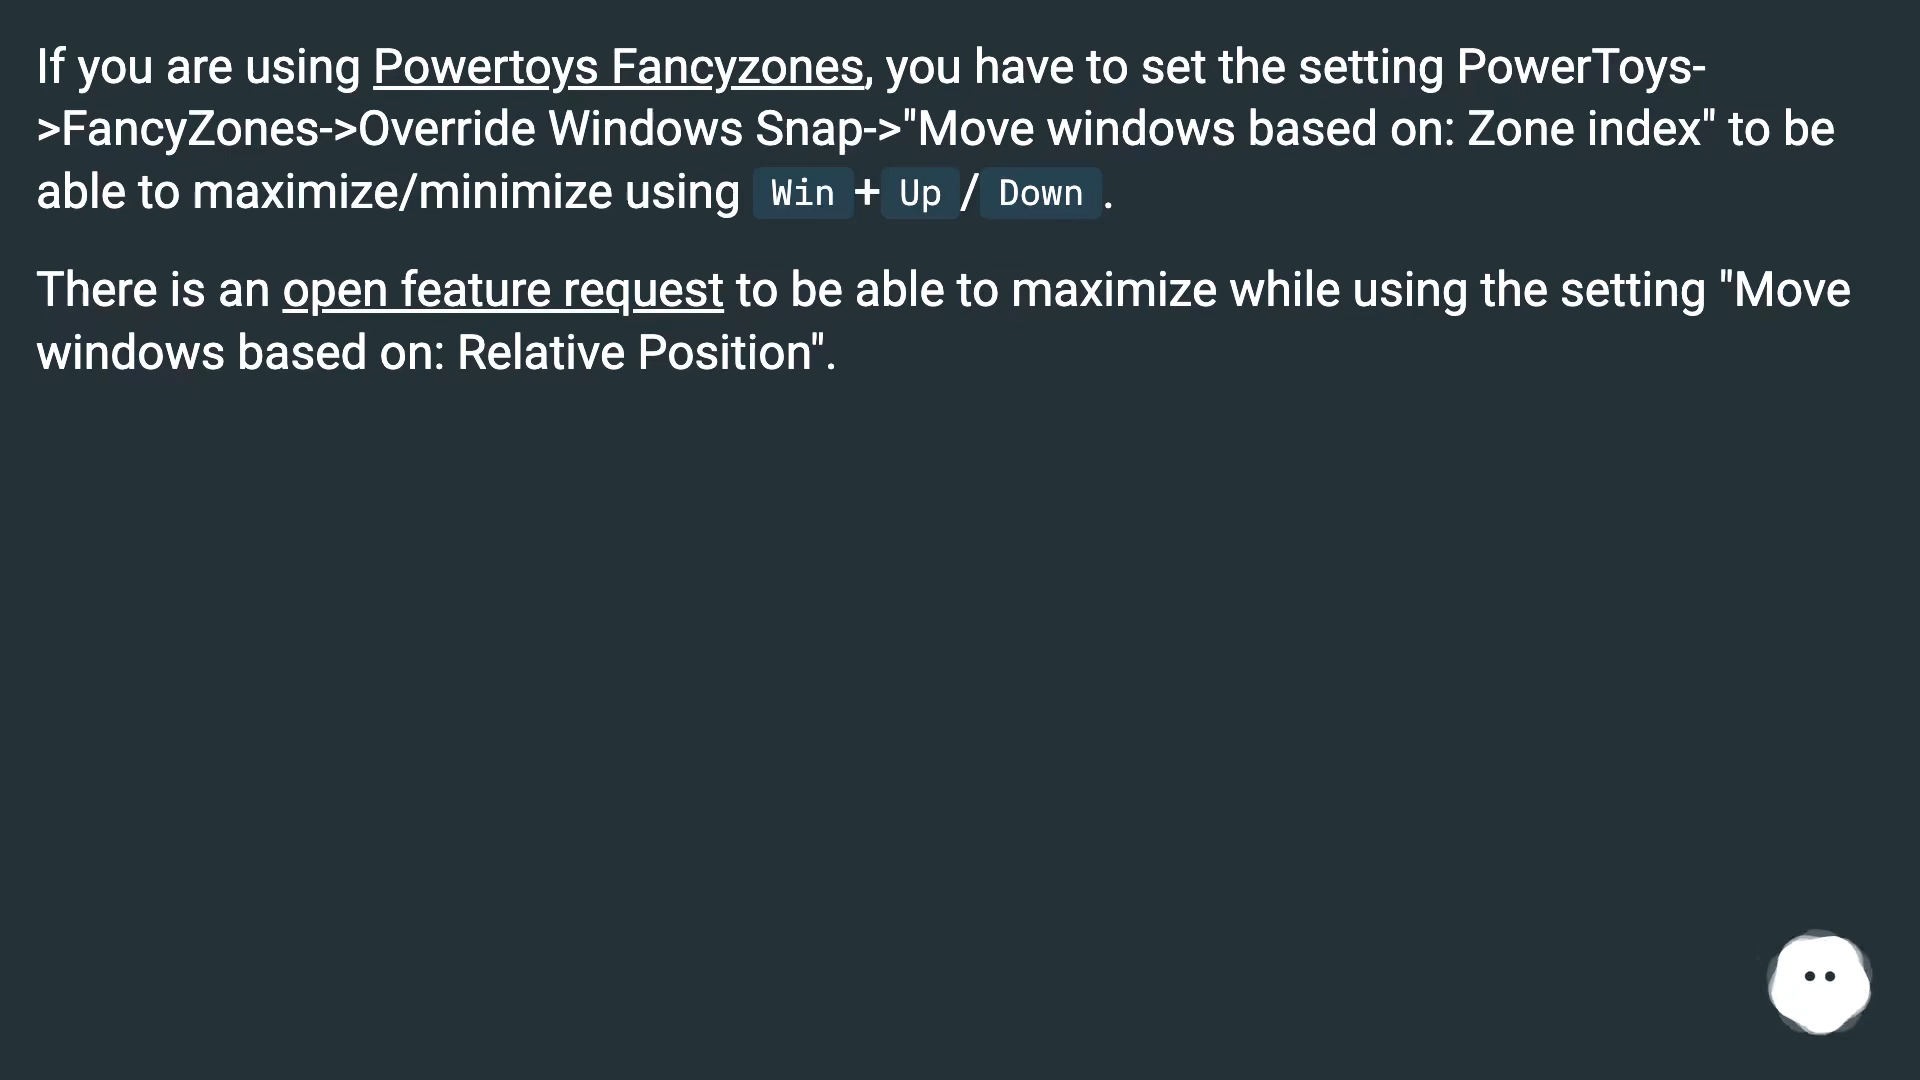 If you are using Powertoys Fancyzones, you have to set the setting PowerToys-
>FancyZones->Override Windows Snap->"Move windows based on: Zone index" to be
able to maximize/minimize using Win+Up/Down.
There is an open feature request to be able to maximize while using the setting "Move
windows based on: Relative Position".